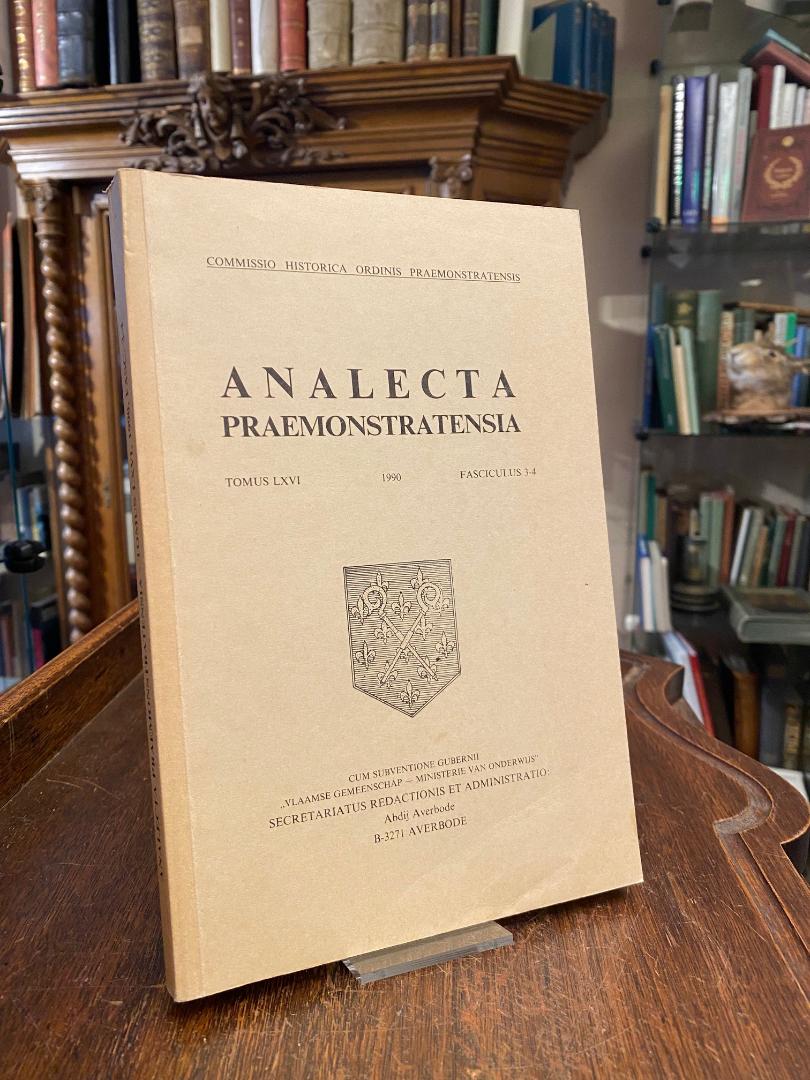 COMMISSIO HISTORICA ORDINIS PRAEMONSTRATENSIS
ANALECTA
PRAEMONSTRATENSIA
TOMUS LXVI 1990 FASCICULUS 3-4
CUM SUBVENTIONE GUBERNII
„VLAAMSE GEMEENSCHAP – MINISTERIE VAN ONDERWIJS”
SECRETARIATUS REDACTIONIS ET ADMINISTRATIO:
Abdij Averbode
B-3271 AVERBODE